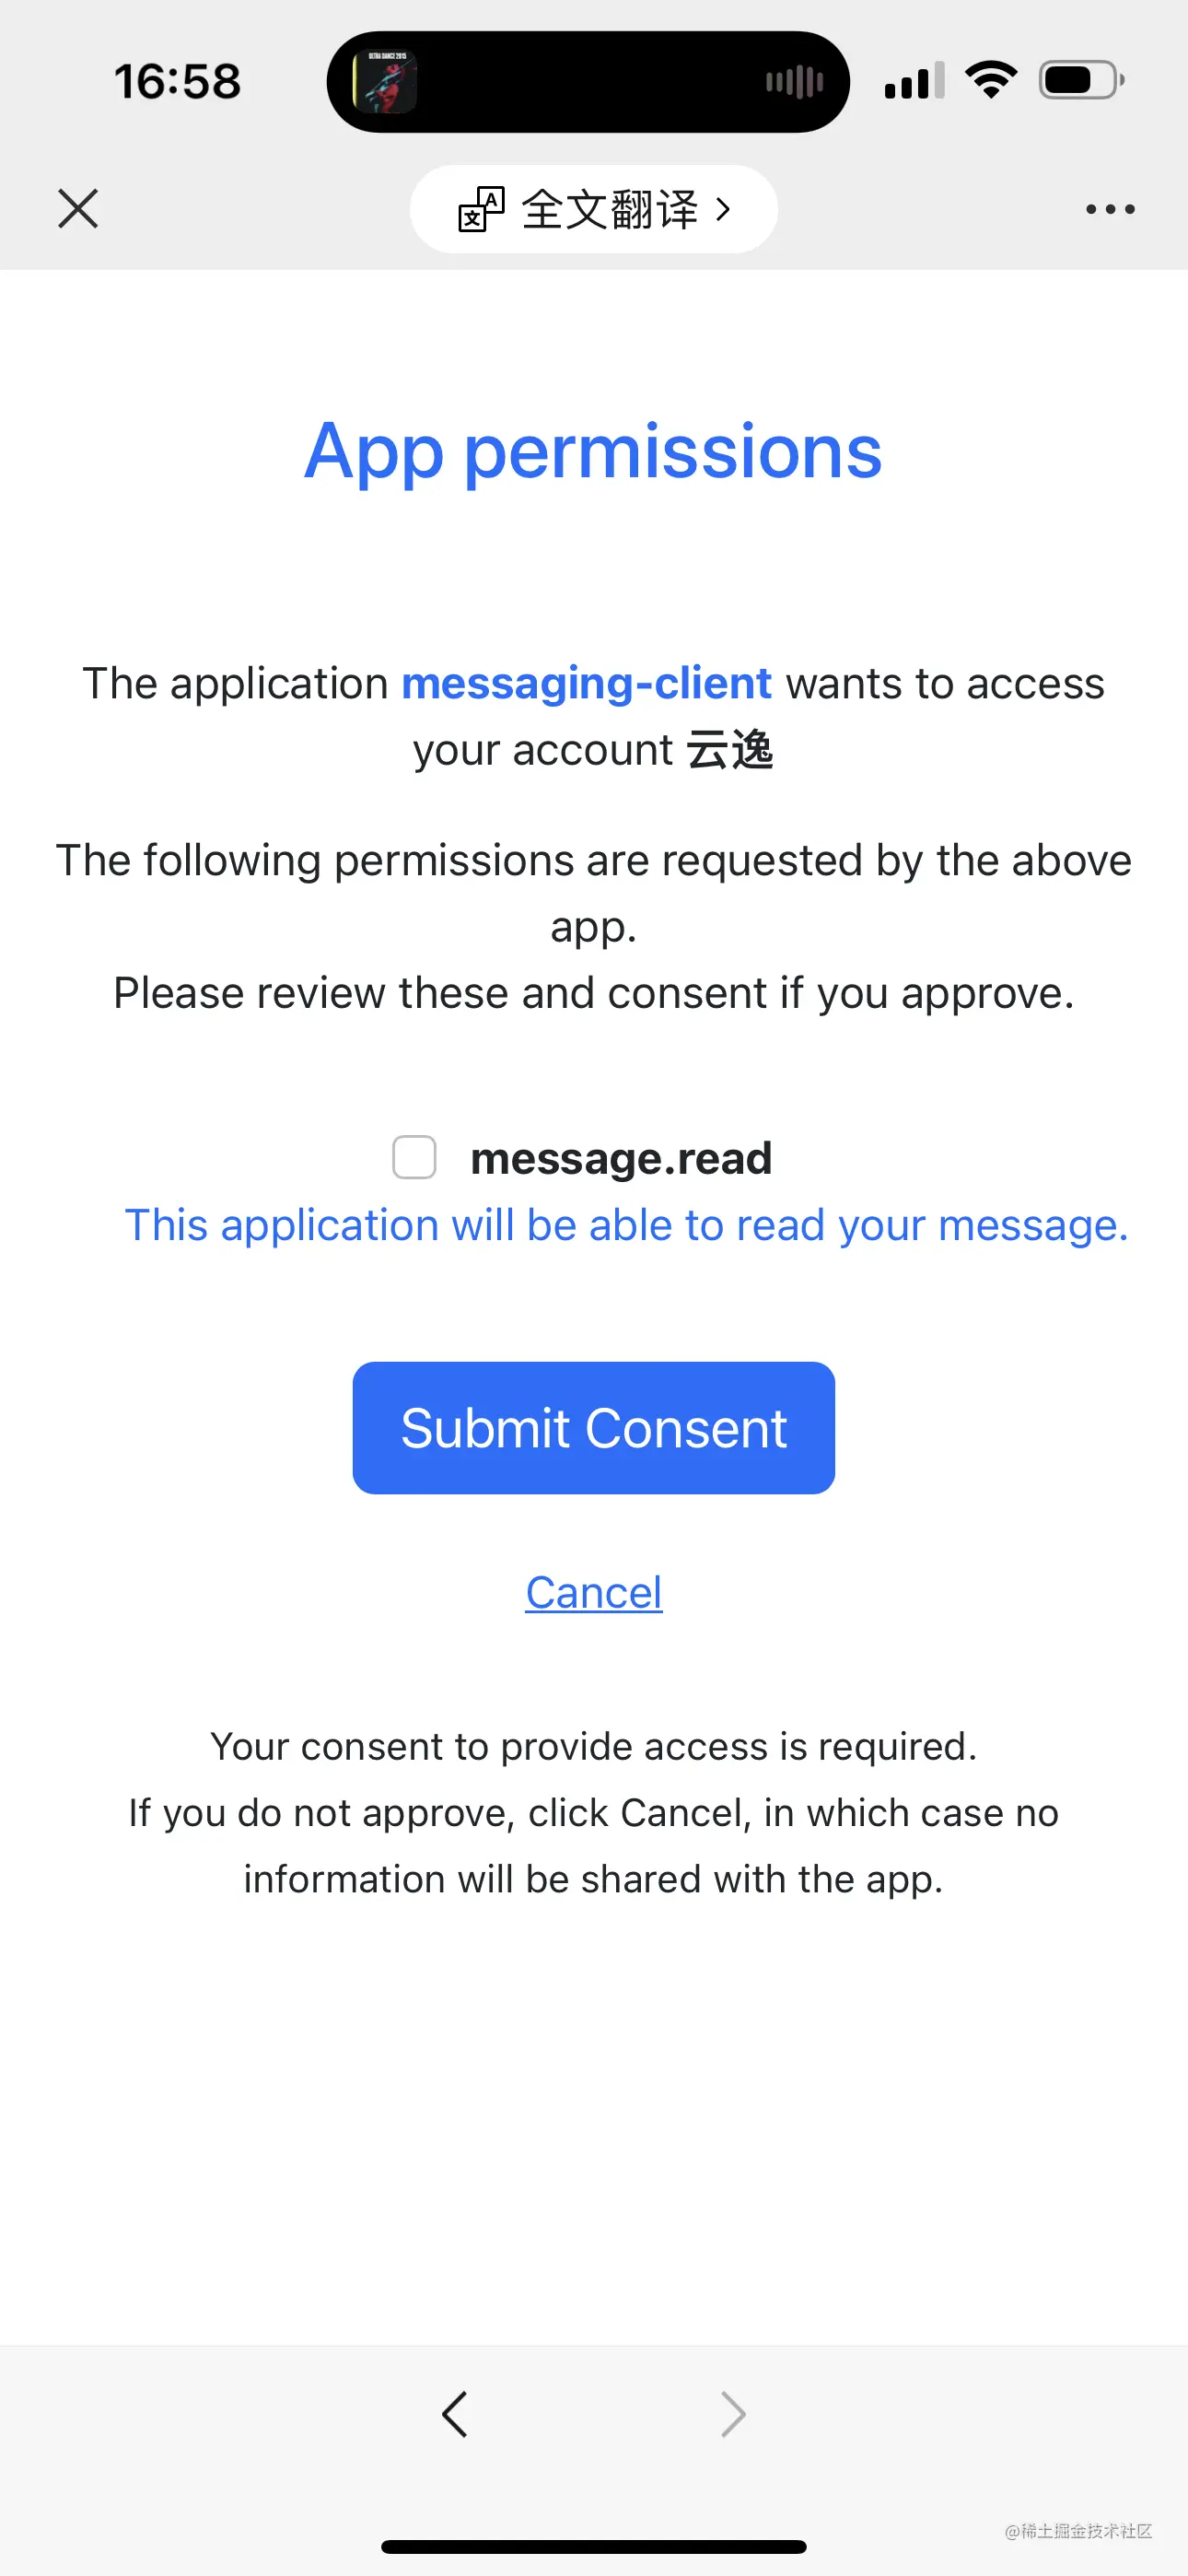 16:58
ULTRA DANCE 2015
全文翻译
App permissions
The application messaging-client wants to access
your account 云逸
The following permissions are requested by the above
app.
Please review these and consent if you approve.
message.read
This application will be able to read your message.
Submit Consent
Cancel
Your consent to provide access is required.
If you do not approve, click Cancel, in which case no
information will be shared with the app.
@稀土掘金技术社区